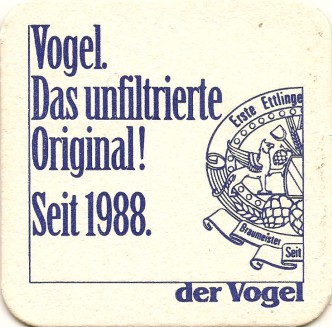 Vogel.
Das unfiltrierte
Original!
Seit 1988.
Erste Ettlinge
Braumeister
Seit
der Vogel